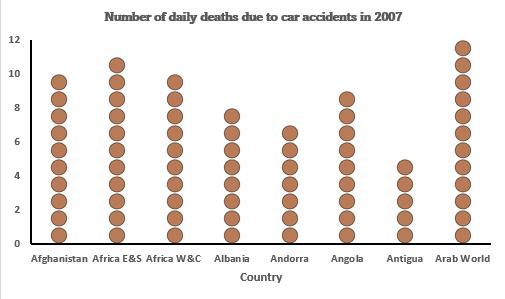 Number of daily deaths due to car accidents in 2007
12
10
8
6
4
2
0
Afghanistan Africa E&S Africa W&C Albania Andorra Angola Antigua Arab World
Country